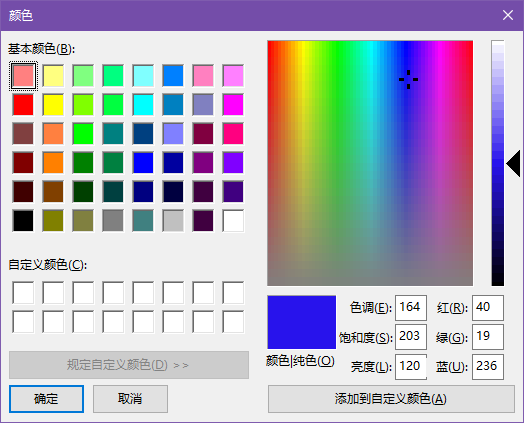 颜色
基本颜色(B):
自定义颜色(C):
规定自定义颜色(D) >>
确定
取消
颜色|纯色(O)
色调(E): 164
红(R): 40
饱和度(S): 203
绿(G): 19
亮度(L): 120
蓝(U): 236
添加到自定义颜色(A)